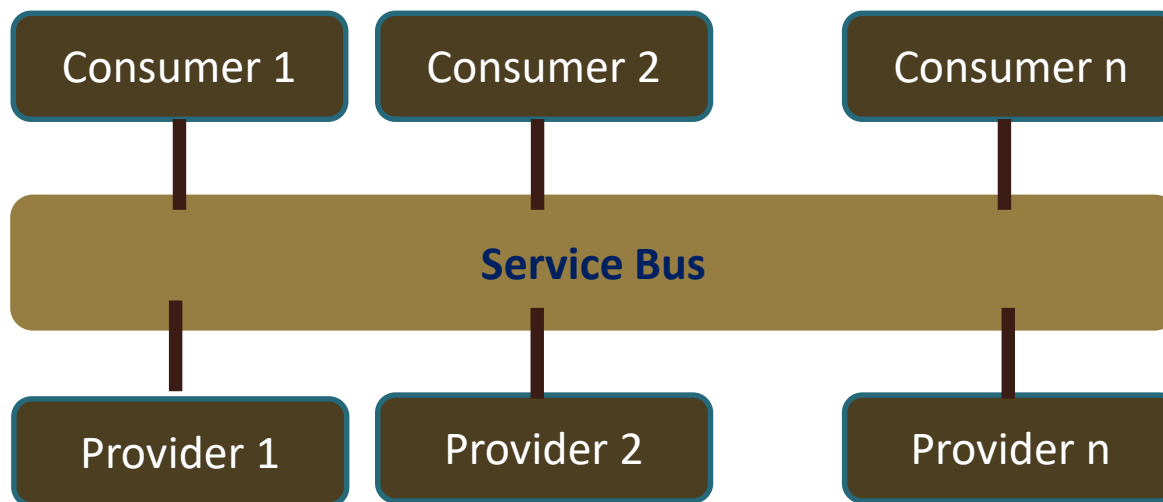 Consumer 1
Consumer 2
Consumer n
Service Bus
Provider 1
Provider 2
Provider n